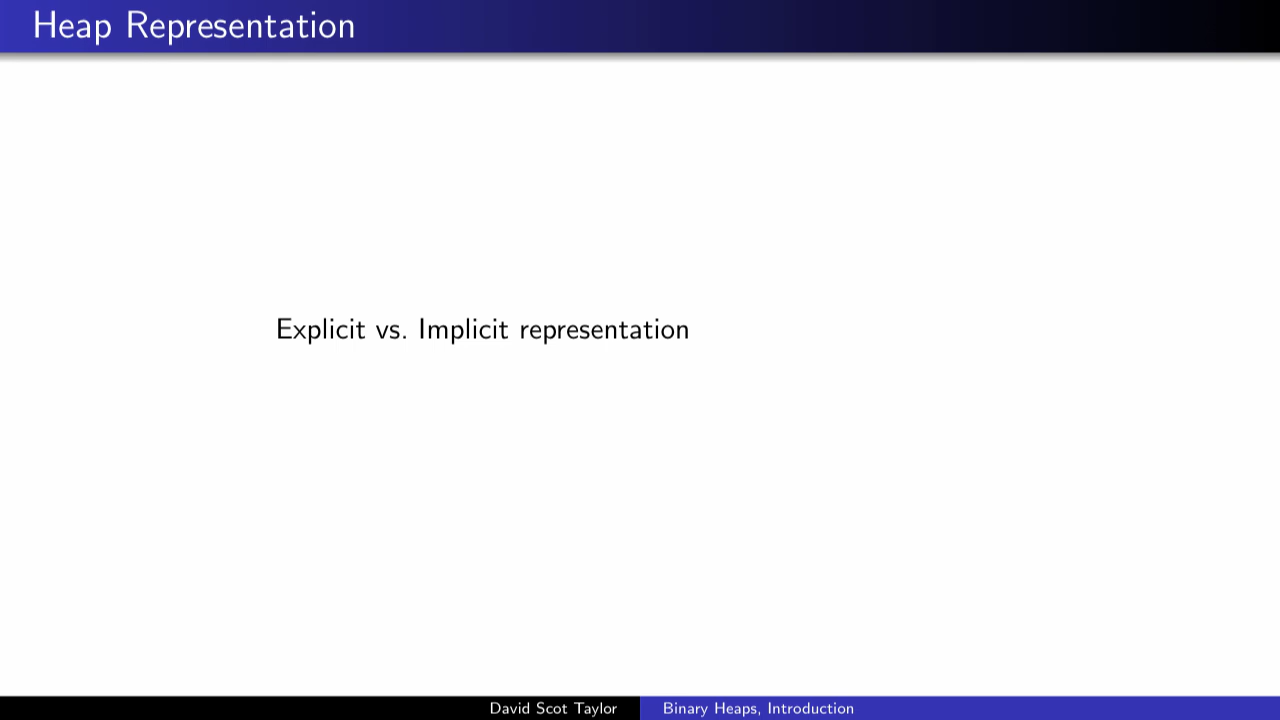 Heap Representation
Explicit vs. Implicit representation
David Scot Taylor
Binary Heaps, Introduction